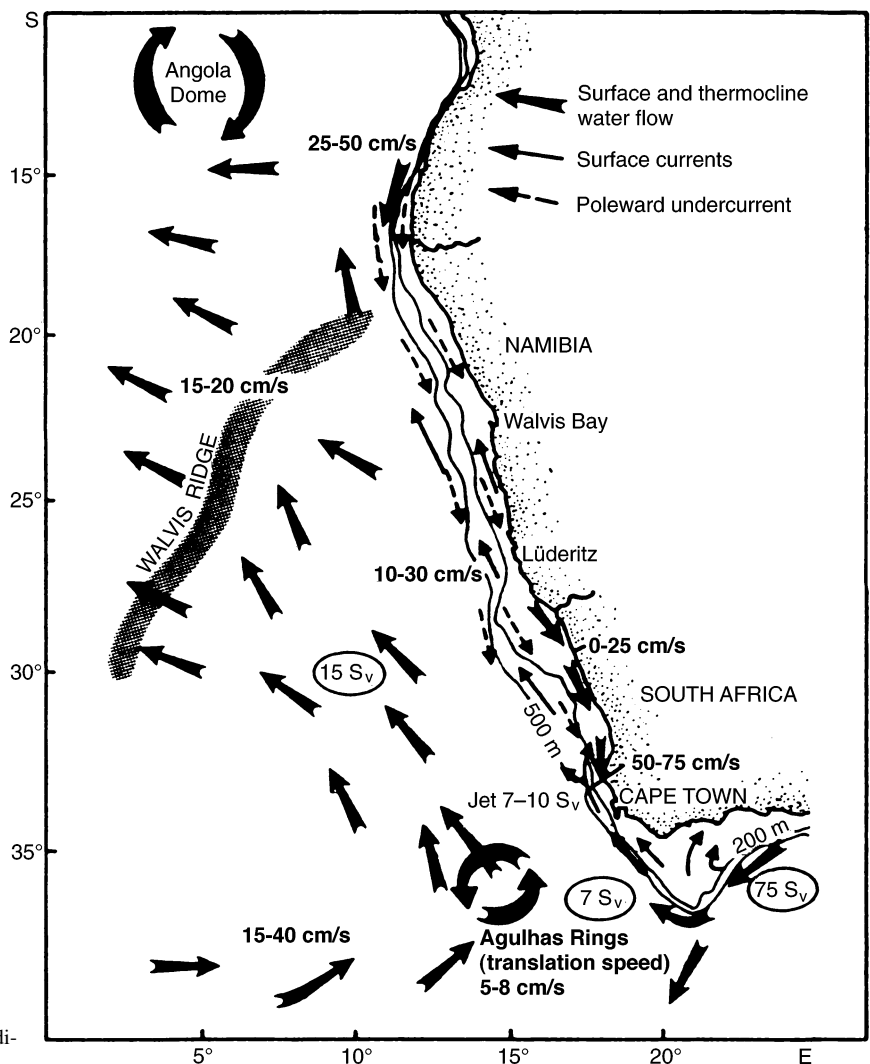 S
Angola
Dome
Surface and thermocline
water flow
25-50 cm/s
Surface currents
15°
Poleward undercurrent
20°
NAMIBIA
15-20 cm/s
Walvis Bay
WALVIS RIDGE
25°
Lüderitz
10-30 cm/s
0-25 cm/s
30°
15 Sv
SOUTH AFRICA
500 m
50-75 cm/s
Jet 7–10 Sv
CAPE TOWN
200 m
35°
7 Sv
75 Sv
15-40 cm/s
Agulhas Rings
(translation speed)
5-8 cm/s
di-
5°
10°
15°
20°
E